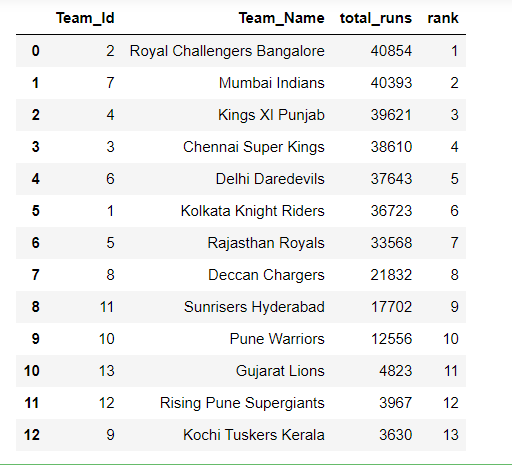 Team_Id Team_Name total_runs rank
0 2 Royal Challengers Bangalore 40854 1
1 7 Mumbai Indians 40393 2
2 4 Kings XI Punjab 39621 3
3 3 Chennai Super Kings 38610 4
4 6 Delhi Daredevils 37643 5
5 1 Kolkata Knight Riders 36723 6
6 5 Rajasthan Royals 33568 7
7 8 Deccan Chargers 21832 8
8 11 Sunrisers Hyderabad 17702 9
9 10 Pune Warriors 12556 10
10 13 Gujarat Lions 4823 11
11 12 Rising Pune Supergiants 3967 12
12 9 Kochi Tuskers Kerala 3630 13